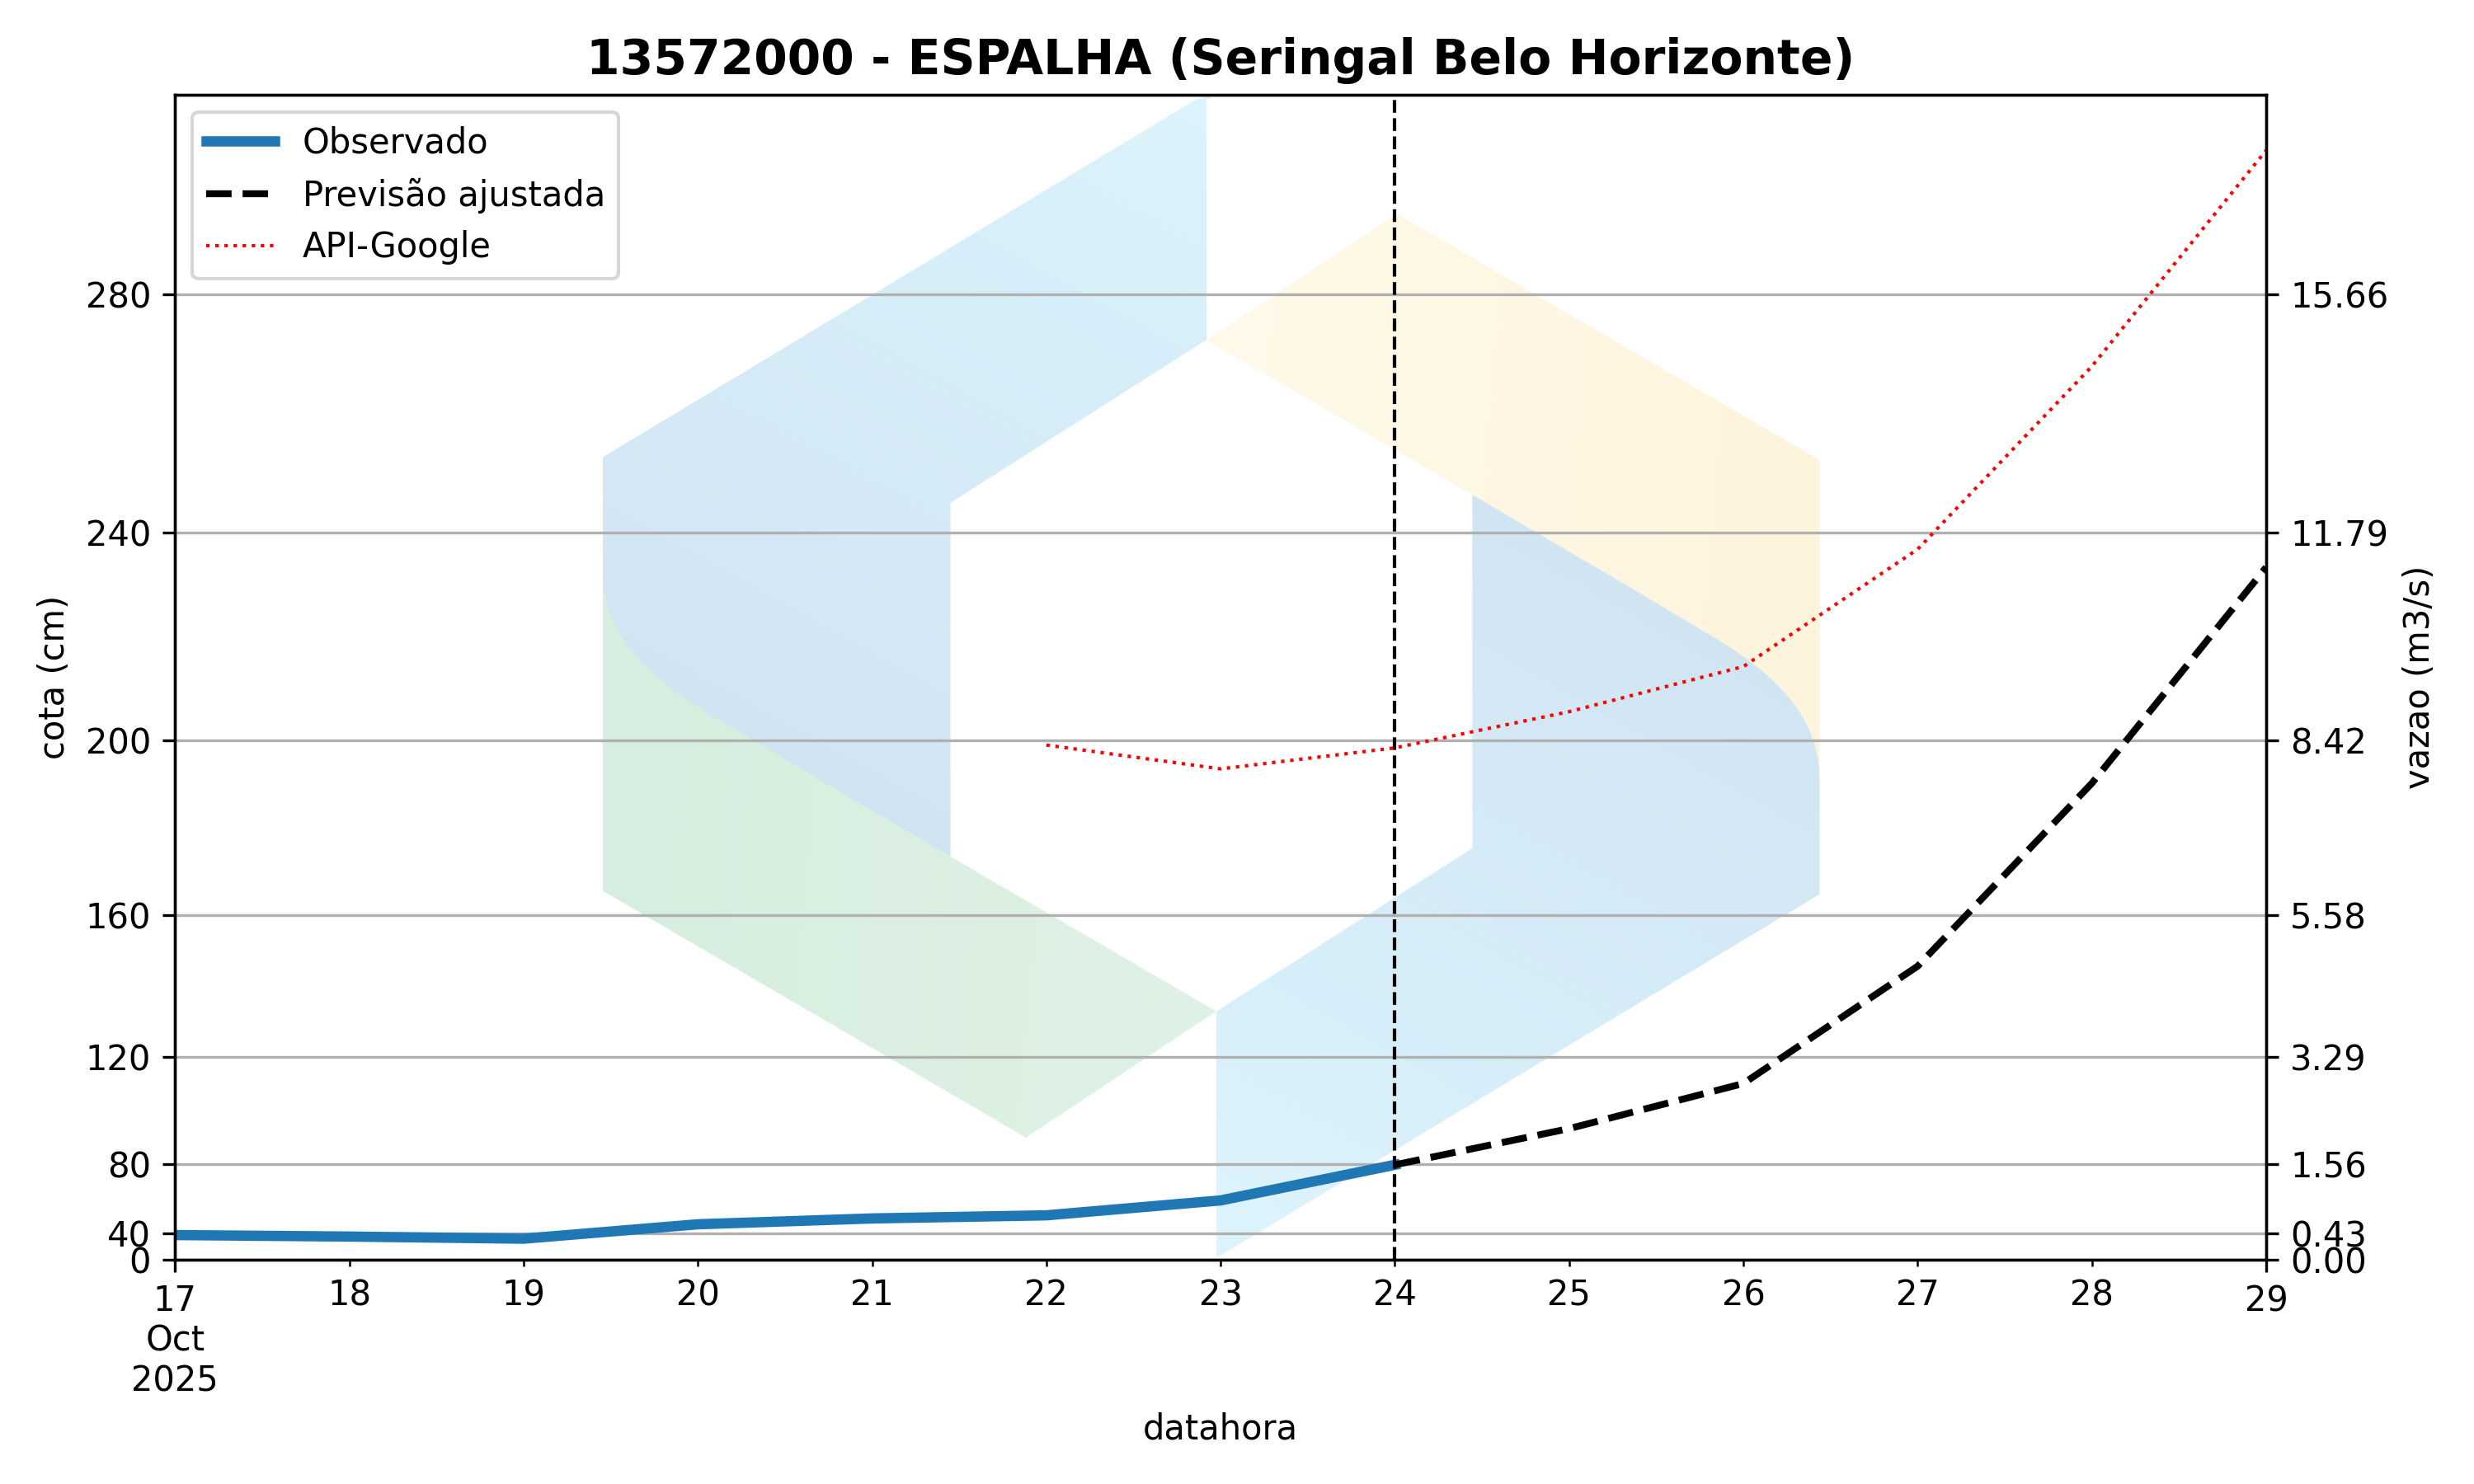 13572000 - ESPALHA (Seringal Belo Horizonte)
Observado
Previsão ajustada
API-Google
280
240
200
160
120
80
40
0
cota (cm)
15.66
11.79
8.42
5.58
3.29
1.56
0.43
0.00
vazao (m3/s)
17 18 19 20 21 22 23 24 25 26 27 28 29
Oct
2025
datahora